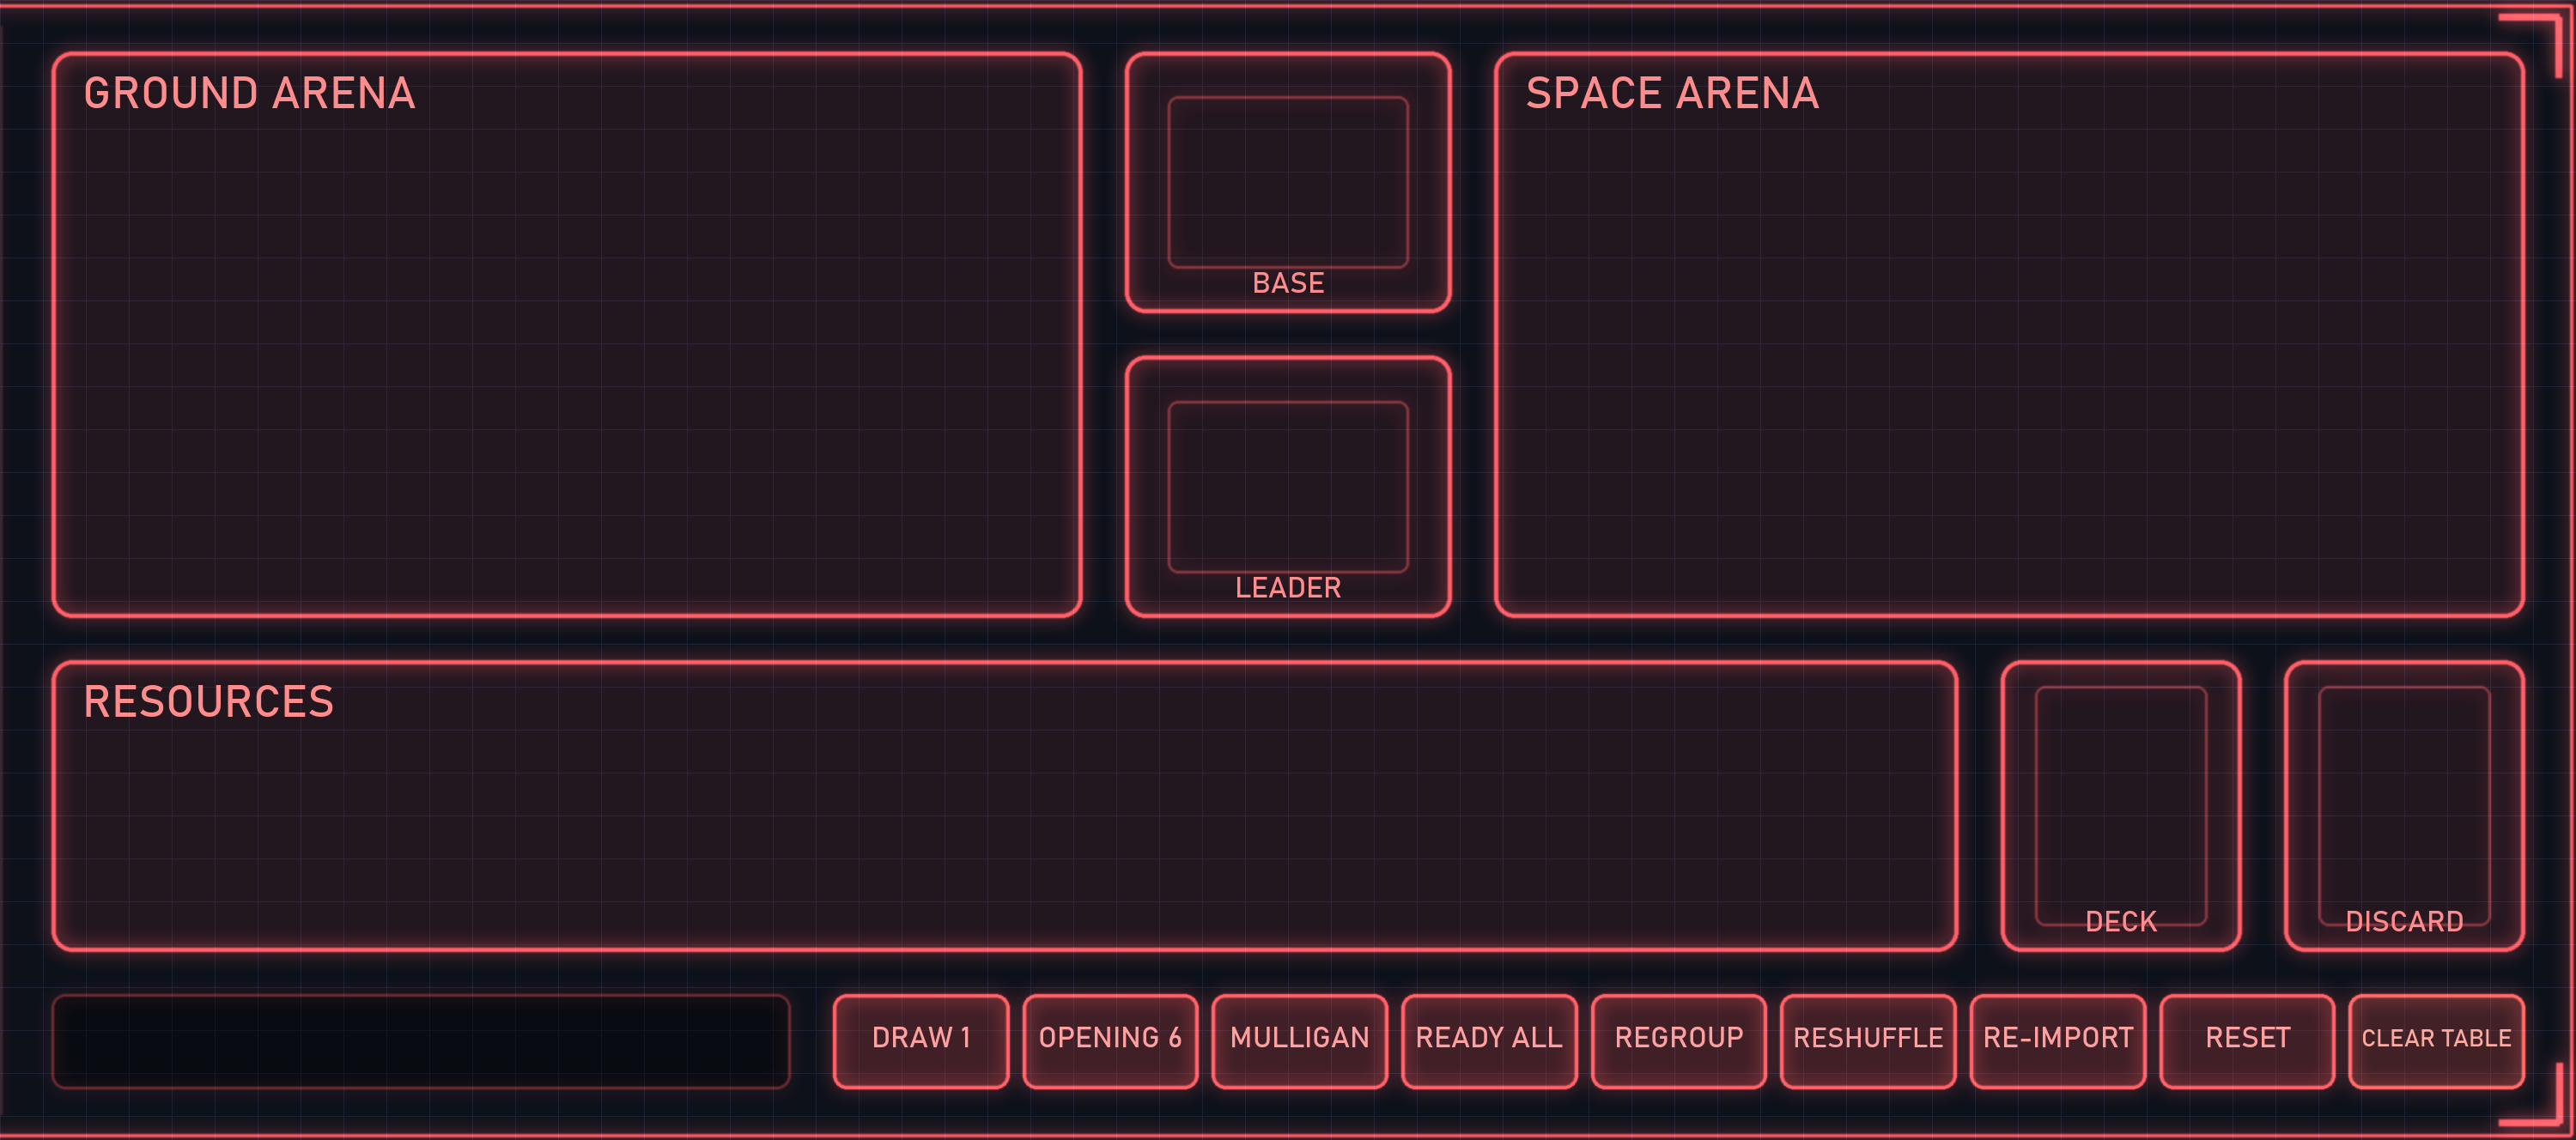 GROUND ARENA
BASE
SPACE ARENA
LEADER
RESOURCES
DECK
DISCARD
DRAW 1
OPENING 6
MULLIGAN
READY ALL
REGROUP
RESHUFFLE
RE-IMPORT
RESET
CLEAR TABLE